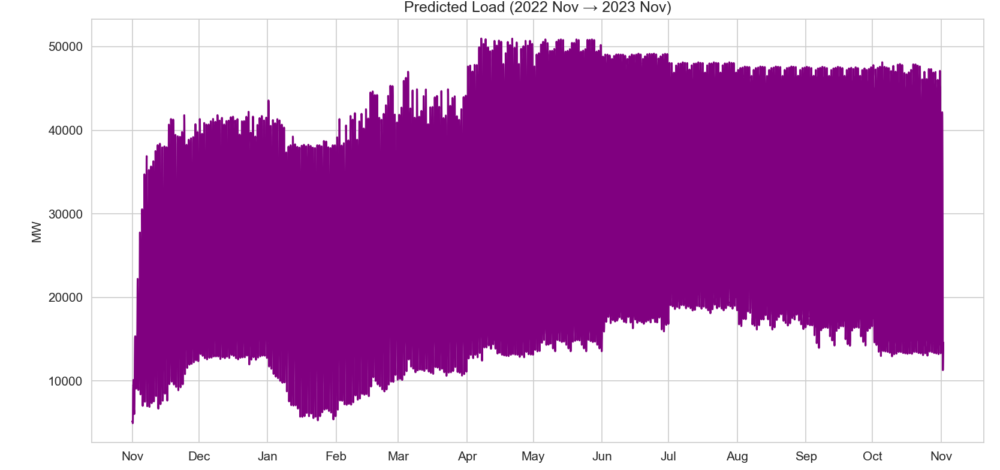 Predicted Load (2022 Nov → 2023 Nov)
50000
40000
30000
20000
10000
MW
Nov Dec Jan Feb Mar Apr May Jun Jul Aug Sep Oct Nov